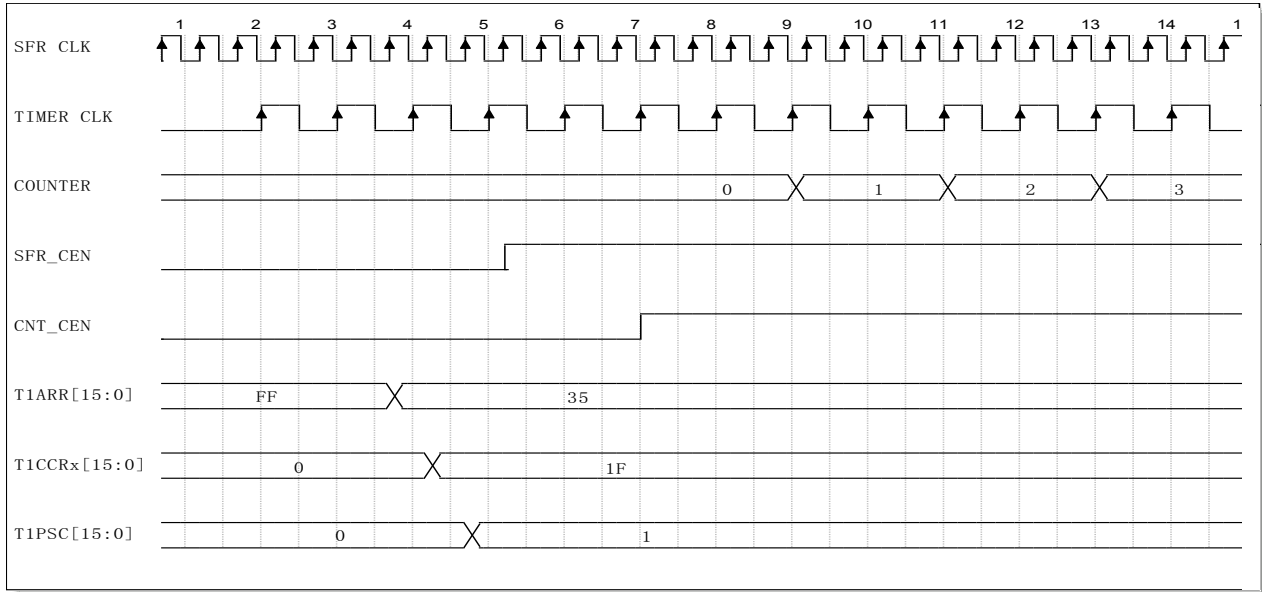 1 2 3 4 5 6 7 8 9 10 11 12 13 14 1
SFR CLK
TIMER CLK
COUNTER 0 1 2 3
SFR_CEN
CNT_CEN
T1ARR[15:0] FF 35
T1CCRx[15:0] 0 1F
T1PSC[15:0] 0 1